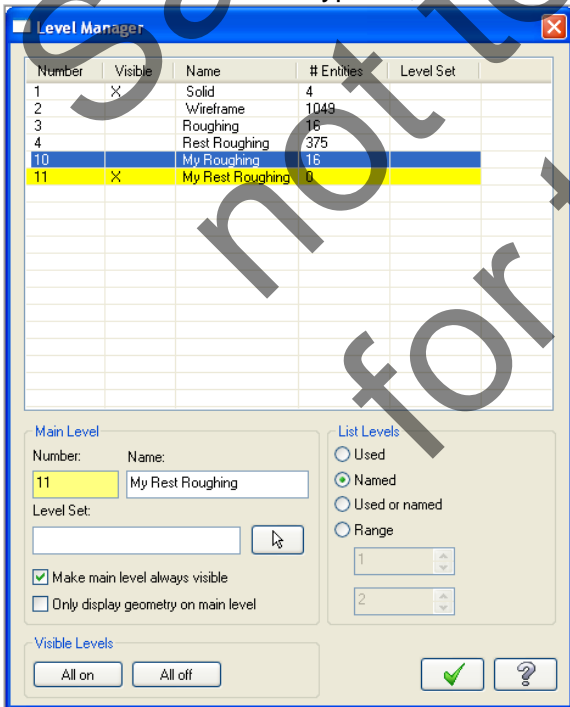 Level Manager
Number Visible Name # Entities Level Set
1 X Solid 4
2 Wireframe 1049
3 Roughing 16
4 Rest Roughing 375
10 My Roughing 16
11 X My Rest Roughing 0
Main Level
Number: Name:
11 My Rest Roughing
Level Set:
Make main level always visible
Only display geometry on main level
Visible Levels
All on All off
List Levels
Used
Named
Used or named
Range
1
2
not
for